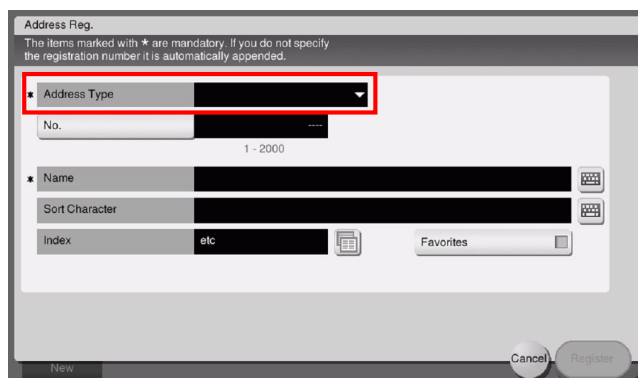 Address Reg.
The items marked with * are mandatory. If you do not specify
the registration number it is automatically appended.
* Address Type
No. ----
1 - 2000
* Name
Sort Character
Index etc Favorites
Cancel Register
New